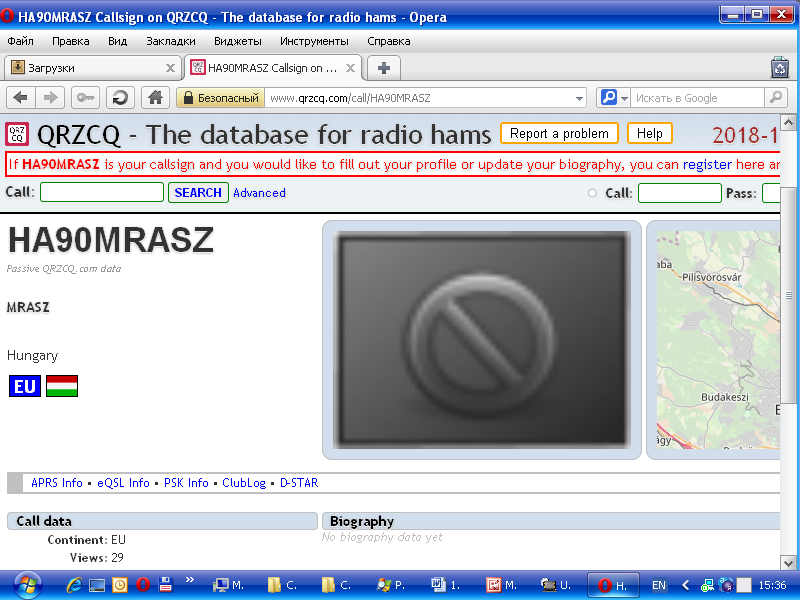 HA90MRASZ Callsign on QRZCQ - The database for radio hams - Opera
Файл Правка Вид Закладки Виджеты Инструменты Справка
Загрузки HA90MRASZ Callsign on ...
Безопасный www.qrzcq.com/call/HA90MRASZ Искать в Google
QRZ CQ QRZCQ - The database for radio hams Report a problem Help 2018-1
If HA90MRASZ is your callsign and you would like to fill out your profile or update your biography, you can register here an
Call: SEARCH Advanced Call: Pass:
HA90MRASZ
Passive QRZCQ.com data
MRASZ
Hungary
EU
aba
Pilisvörösvár
Budakeszi
ágy
APRS Info • eQSL Info • PSK Info • ClubLog • D-STAR
Call data Biography
Continent: EU No biography data yet
Views: 29
M. C. C. P. 1. M. U. H. EN 15:36